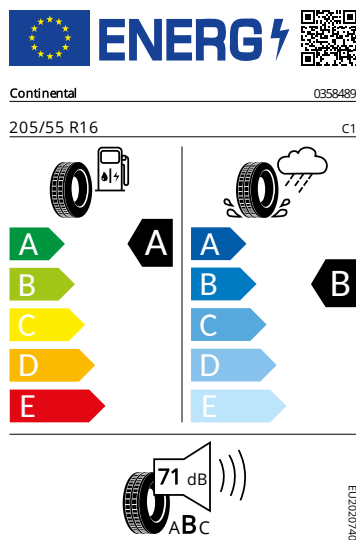 ENERG
Continental 0358489
205/55 R16 C1
A A A
B B B
C C
D D
E E
71 dB
ABC
EU2020/740